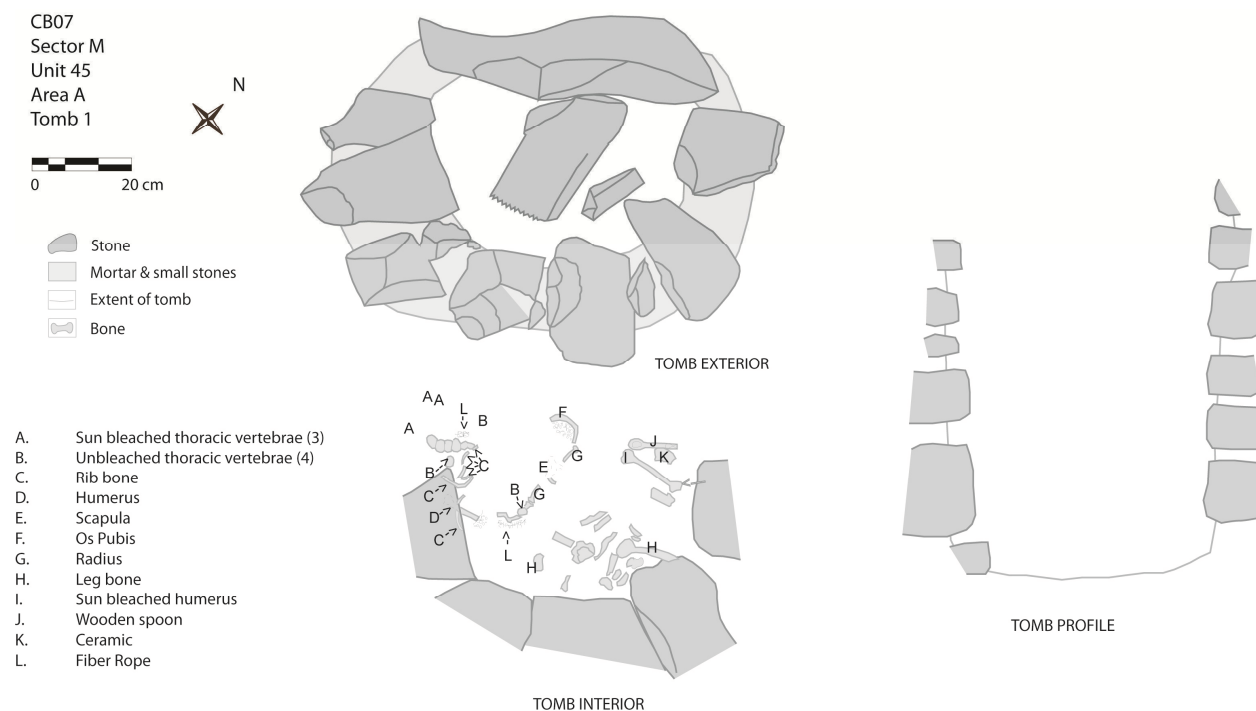 CB07
Sector M
Unit 45
Area A
Tomb 1
N
0 20 cm
Stone
Mortar & small stones
Extent of tomb
Bone
TOMB EXTERIOR
A. Sun bleached thoracic vertebrae (3)
B. Unbleached thoracic vertebrae (4)
C. Rib bone
D. Humerus
E. Scapula
F. Os Pubis
G. Radius
H. Leg bone
I. Sun bleached humerus
J. Wooden spoon
K. Ceramic
L. Fiber Rope
A A
L
B
F
A
J
G
I K
C
E
B
B G
C
D
C
L
H
H
TOMB INTERIOR
TOMB PROFILE